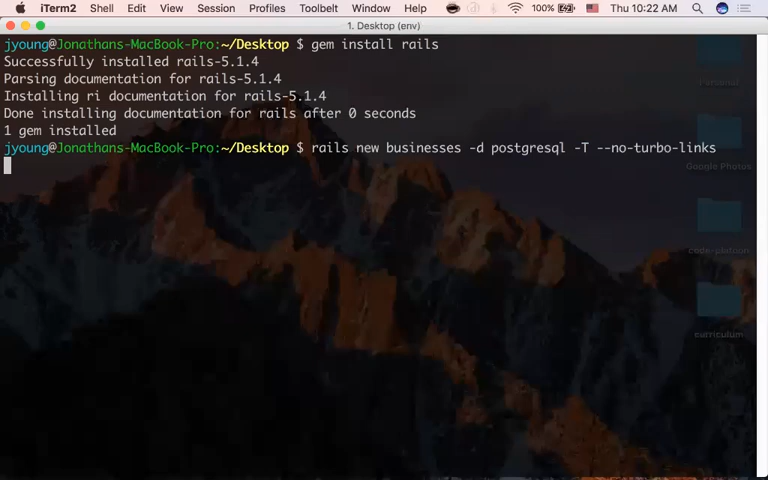 iTerm2 Shell Edit View Session Profiles Toolbelt Window Help 100% Thu 10:22 AM
1. Desktop (env)
jyoung@Jonathans-MacBook-Pro:~/Desktop $ gem install rails
Successfully installed rails-5.1.4
Parsing documentation for rails-5.1.4
Installing ri documentation for rails-5.1.4
Done installing documentation for rails after 0 seconds
1 gem installed
jyoung@Jonathans-MacBook-Pro:~/Desktop $ rails new businesses -d postgresql -T --no-turbo-links
Personal
Google Photos
code-platoon
curriculum